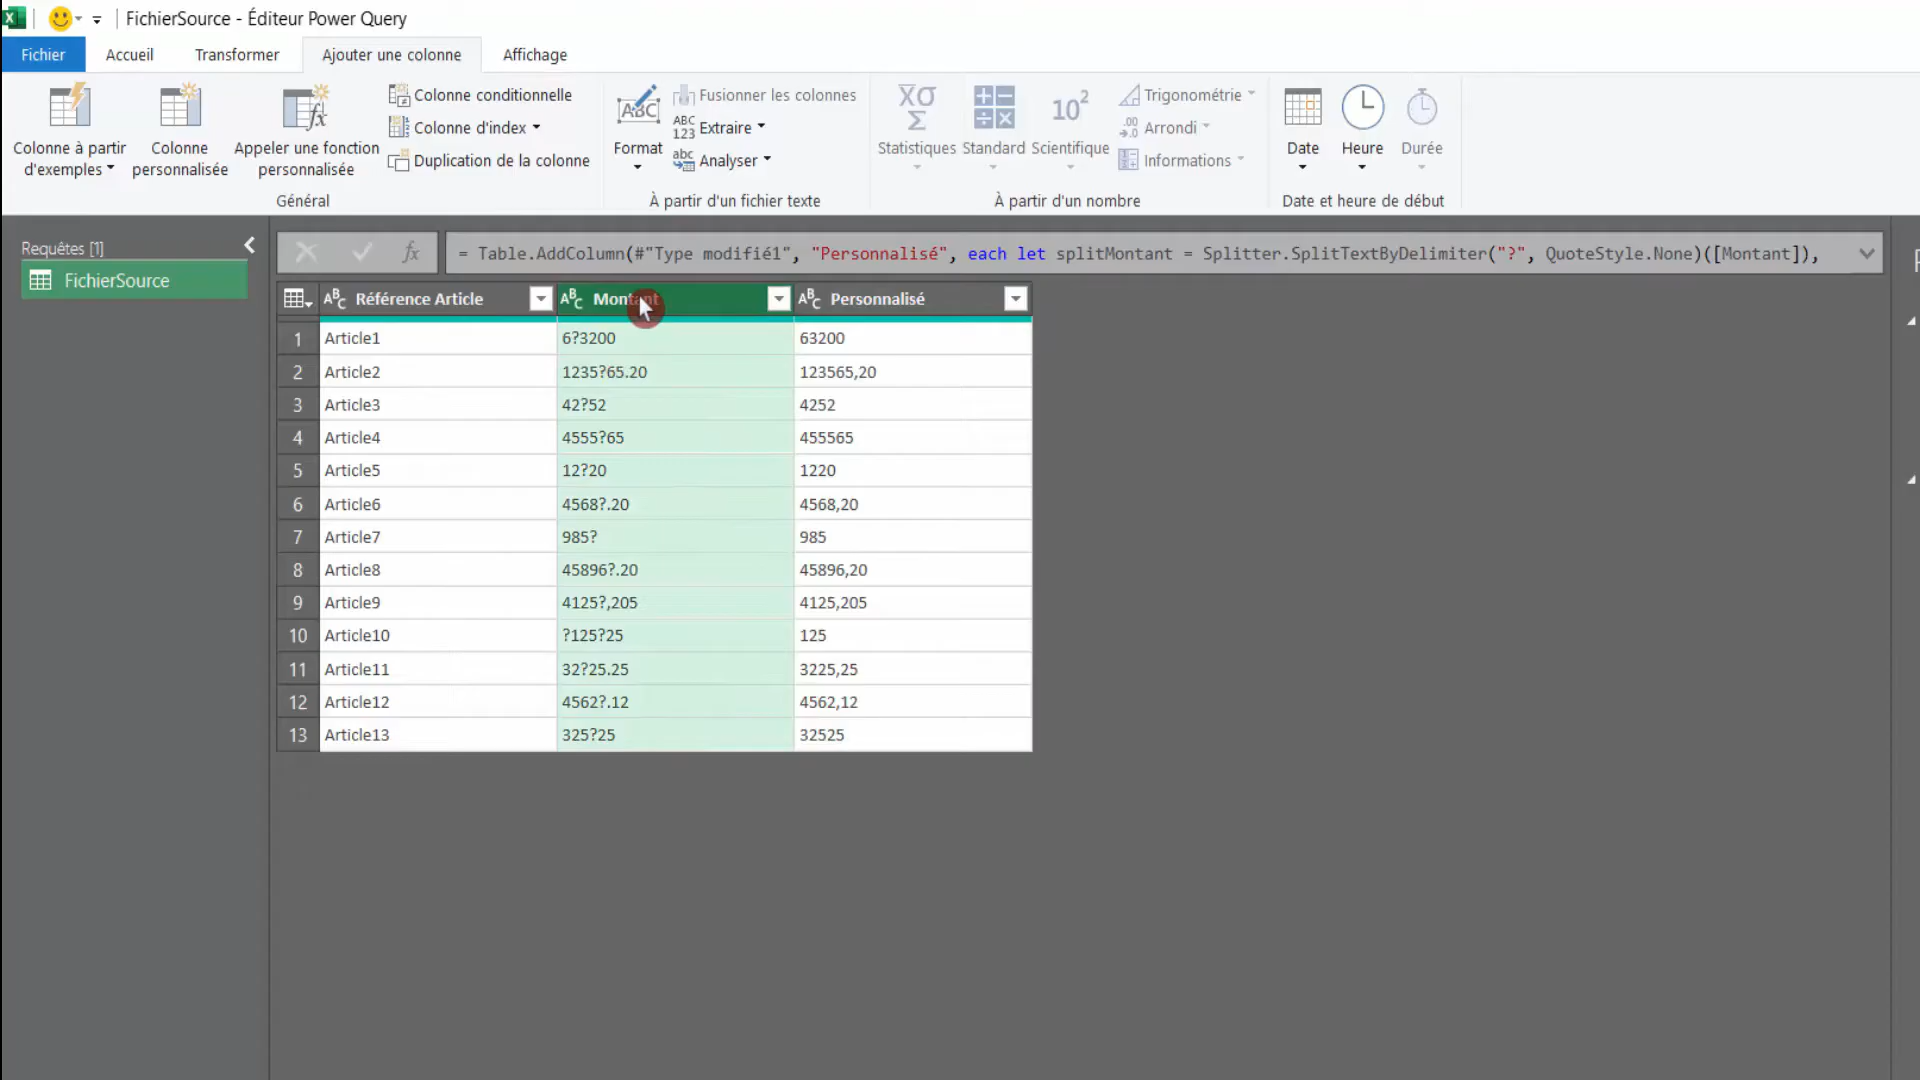 FichierSource - Éditeur Power Query
Fichier Accueil Transformer Ajouter une colonne Affichage
Colonne à partir d'exemples
Colonne personnalisée
Appeler une fonction personnalisée
Colonne conditionnelle
Colonne d'index
Duplication de la colonne
Général
Format
Fusionner les colonnes
Extraire
Analyser
À partir d'un fichier texte
Statistiques
Standard
Scientifique
Trigonométrie
Arrondi
Informations
À partir d'un nombre
Date
Heure
Durée
Date et heure de début
Requêtes [1]
FichierSource
= Table.AddColumn(#"Type modifié1", "Personnalisé", each let splitMontant = Splitter.SplitTextByDelimiter("?", QuoteStyle.None)([Montant]),
Référence Article Montant Personnalisé
1 Article1 6?3200 63200
2 Article2 1235?65.20 123565,20
3 Article3 42?52 4252
4 Article4 4555?65 455565
5 Article5 12?20 1220
6 Article6 4568?.20 4568,20
7 Article7 985? 985
8 Article8 45896?.20 45896,20
9 Article9 4125?,205 4125,205
10 Article10 ?125?25 125
11 Article11 32?25.25 3225,25
12 Article12 4562?.12 4562,12
13 Article13 325?25 32525